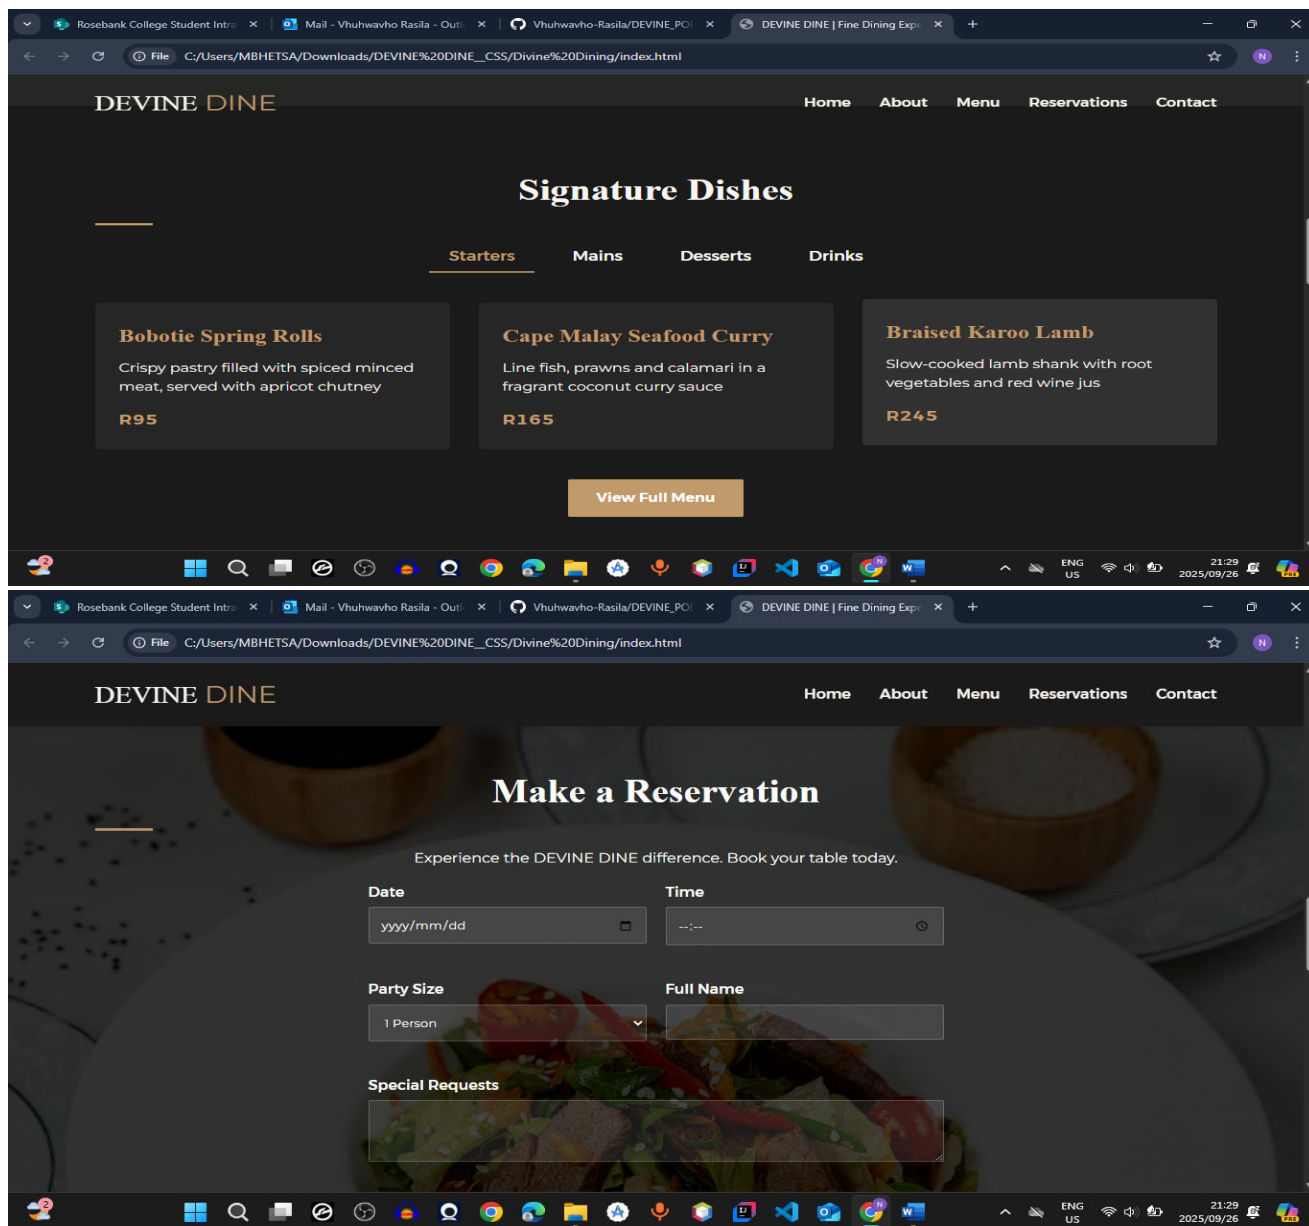 Rosebank College Student Intra
Mail - Vhuhwavho Rasila - Outl
Vhuhwavho-Rasila/DEVINE_POE
DEVINE DINE | Fine Dining Expe
File C:/Users/MBHETSA/Downloads/DEVINE%20DINE__CSS/Divine%20Dining/index.html
N
DEVINE DINE
Home About Menu Reservations Contact
Signature Dishes
Starters Mains Desserts Drinks
Bobotie Spring Rolls
Crispy pastry filled with spiced minced
meat, served with apricot chutney
R95
Cape Malay Seafood Curry
Line fish, prawns and calamari in a
fragrant coconut curry sauce
R165
Braised Karoo Lamb
Slow-cooked lamb shank with root
vegetables and red wine jus
R245
View Full Menu
2
ENG
US
21:29
2025/09/26
Rosebank College Student Intra
Mail - Vhuhwavho Rasila - Outl
Vhuhwavho-Rasila/DEVINE_POE
DEVINE DINE | Fine Dining Expe
File C:/Users/MBHETSA/Downloads/DEVINE%20DINE__CSS/Divine%20Dining/index.html
N
DEVINE DINE
Home About Menu Reservations Contact
Make a Reservation
Experience the DEVINE DINE difference. Book your table today.
Date Time
yyyy/mm/dd --:--
Party Size Full Name
1 Person
Special Requests
2
ENG
US
21:29
2025/09/26